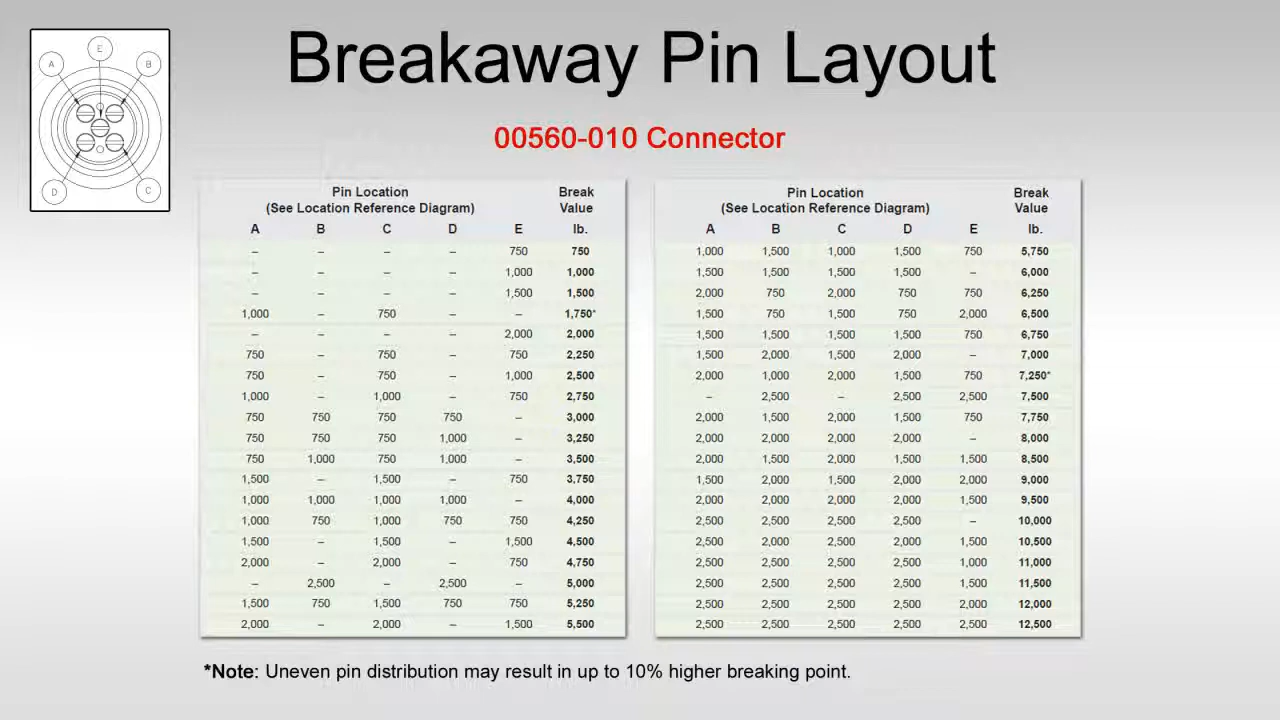 Breakaway Pin Layout
00560-010 Connector
E
A
B
D
C
Pin Location Break
(See Location Reference Diagram) Value
A B C D E lb.
– – – – 750 750
– – – – 1,000 1,000
– – – – 1,500 1,500
1,000 – 750 – – 1,750*
– – – – 2,000 2,000
750 – 750 – 750 2,250
750 – 750 – 1,000 2,500
1,000 – 1,000 – 750 2,750
750 750 750 750 – 3,000
750 750 750 1,000 – 3,250
750 1,000 750 1,000 – 3,500
1,500 – 1,500 – 750 3,750
1,000 1,000 1,000 1,000 – 4,000
1,000 750 1,000 750 750 4,250
1,500 – 1,500 – 1,500 4,500
2,000 – 2,000 – 750 4,750
– 2,500 – 2,500 – 5,000
1,500 750 1,500 750 750 5,250
2,000 – 2,000 – 1,500 5,500
Pin Location Break
(See Location Reference Diagram) Value
A B C D E lb.
1,000 1,500 1,000 1,500 750 5,750
1,500 1,500 1,500 1,500 – 6,000
2,000 750 2,000 750 750 6,250
1,500 750 1,500 750 2,000 6,500
1,500 1,500 1,500 1,500 750 6,750
1,500 2,000 1,500 2,000 – 7,000
2,000 1,000 2,000 1,500 750 7,250*
– 2,500 – 2,500 2,500 7,500
2,000 1,500 2,000 1,500 750 7,750
2,000 2,000 2,000 2,000 – 8,000
2,000 1,500 2,000 1,500 1,500 8,500
1,500 2,000 1,500 2,000 2,000 9,000
2,000 2,000 2,000 2,000 1,500 9,500
2,500 2,500 2,500 2,500 – 10,000
2,500 2,000 2,500 2,000 1,500 10,500
2,500 2,500 2,500 2,500 1,000 11,000
2,500 2,500 2,500 2,500 1,500 11,500
2,500 2,500 2,500 2,500 2,000 12,000
2,500 2,500 2,500 2,500 2,500 12,500
*Note: Uneven pin distribution may result in up to 10% higher breaking point.